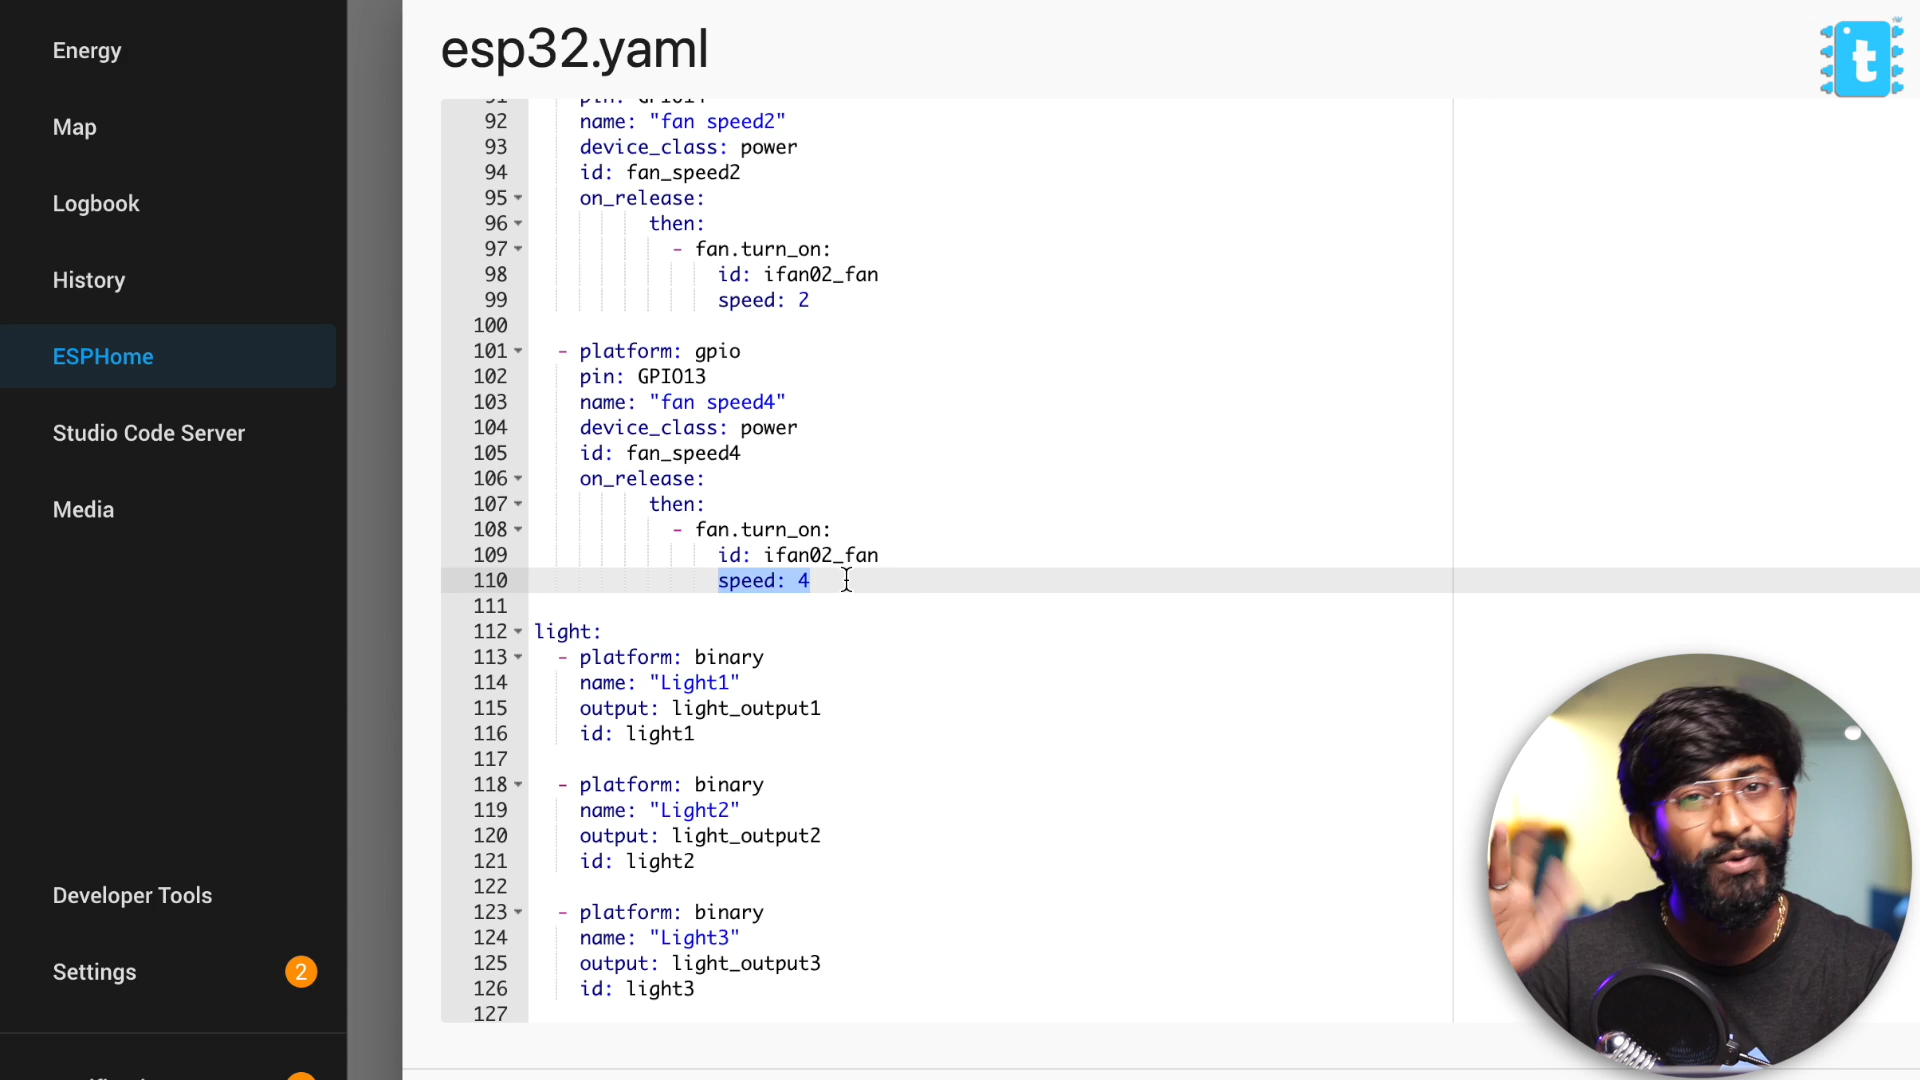 Energy
Map
Logbook
History
ESPHome
Studio Code Server
Media
Developer Tools
Settings
2
esp32.yaml
t
92 name: "fan speed2"
93 device_class: power
94 id: fan_speed2
95 on_release:
96 then:
97 - fan.turn_on:
98 id: ifan02_fan
99 speed: 2
100
101 - platform: gpio
102 pin: GPIO13
103 name: "fan speed4"
104 device_class: power
105 id: fan_speed4
106 on_release:
107 then:
108 - fan.turn_on:
109 id: ifan02_fan
110 speed: 4
111
112 light:
113 - platform: binary
114 name: "Light1"
115 output: light_output1
116 id: light1
117
118 - platform: binary
119 name: "Light2"
120 output: light_output2
121 id: light2
122
123 - platform: binary
124 name: "Light3"
125 output: light_output3
126 id: light3
127